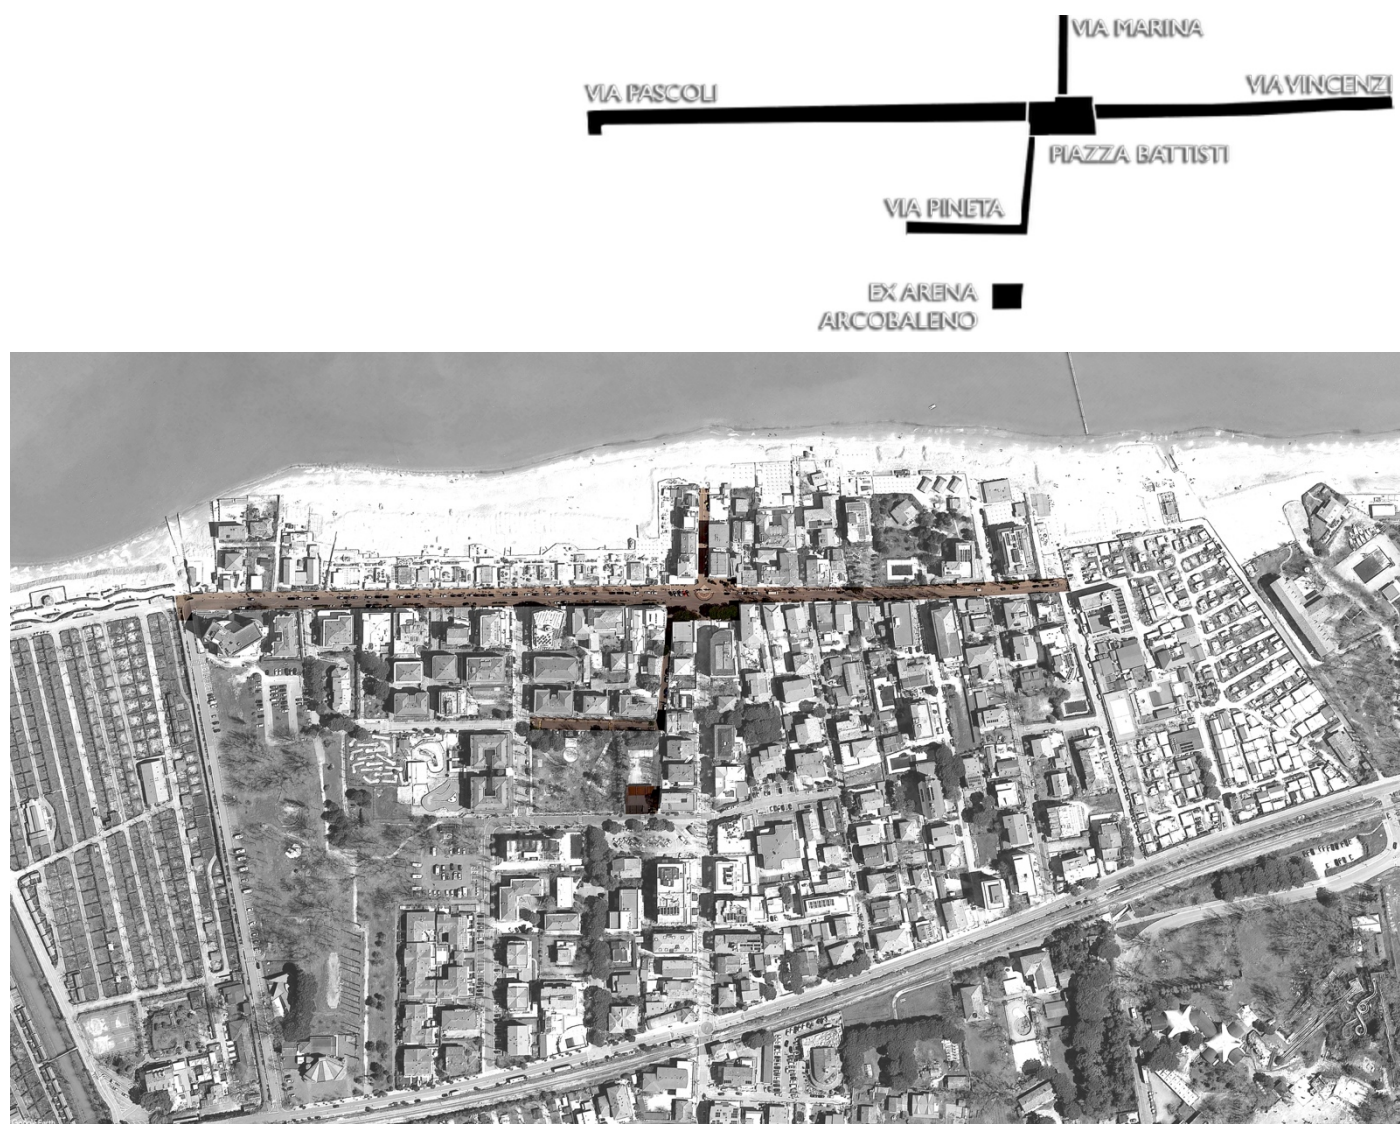 VIA MARINA
VIA PASCOLI
VIA VINCENZI
PIAZZA BATTISTI
VIA PINETA
EX ARENA
ARCOBALENO